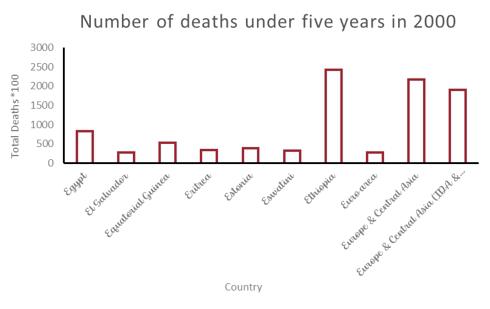 Number of deaths under five years in 2000
Total Deaths *100
3000
2500
2000
1500
1000
500
0
Egypt
El Salvador
Equatorial Guinea
Eritrea
Estonia
Eswatini
Ethiopia
Euro area
Europe & Central Asia
Europe & Central Asia (IDA &...
Country